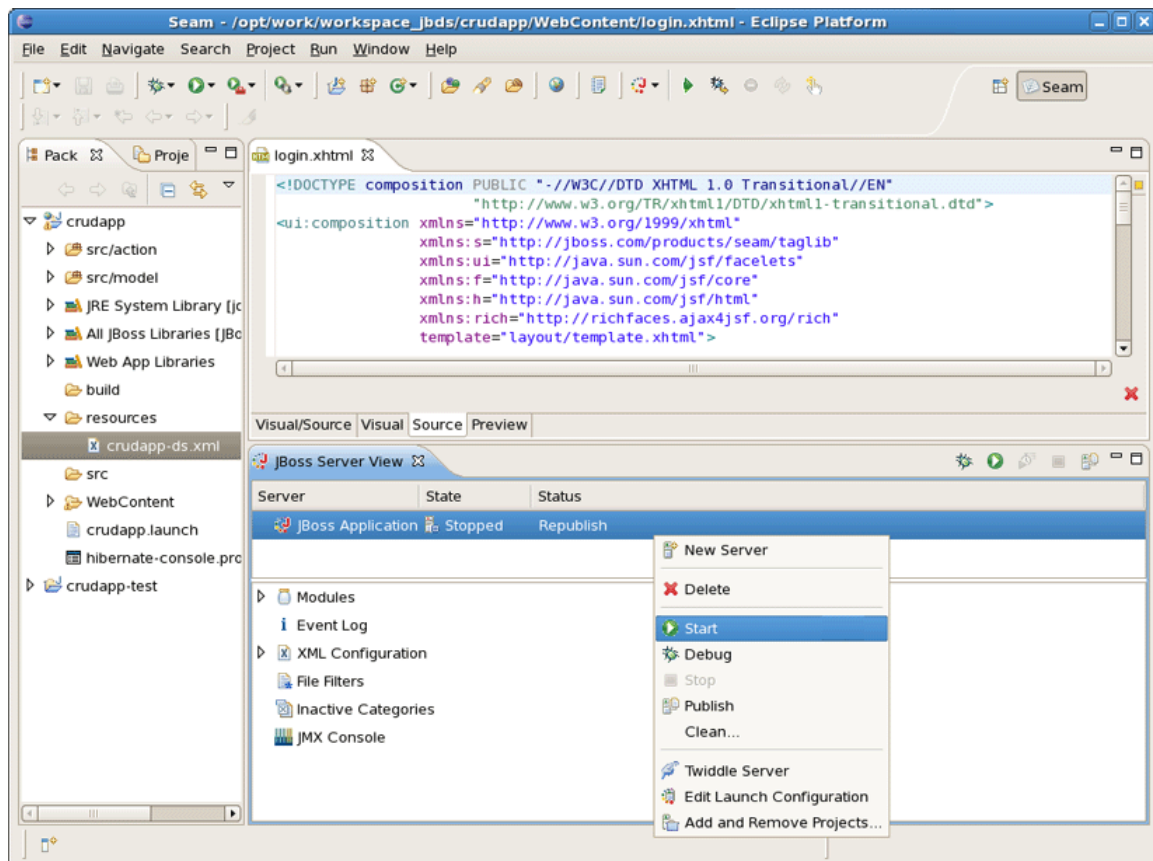 Seam - /opt/work/workspace_jbds/crudapp/WebContent/login.xhtml - Eclipse Platform
File Edit Navigate Search Project Run Window Help
Seam
Pack Proje
crudapp
src/action
src/model
JRE System Library [jd
All JBoss Libraries [JBo
Web App Libraries
build
resources
crudapp-ds.xml
src
WebContent
crudapp.launch
hibernate-console.pro
crudapp-test
login.xhtml
<!DOCTYPE composition PUBLIC "-//W3C//DTD XHTML 1.0 Transitional//EN"
"http://www.w3.org/TR/xhtml1/DTD/xhtml1-transitional.dtd">
<ui:composition xmlns="http://www.w3.org/1999/xhtml"
xmlns:s="http://jboss.com/products/seam/taglib"
xmlns:ui="http://java.sun.com/jsf/facelets"
xmlns:f="http://java.sun.com/jsf/core"
xmlns:h="http://java.sun.com/jsf/html"
xmlns:rich="http://richfaces.ajax4jsf.org/rich"
template="layout/template.xhtml">
Visual/Source Visual Source Preview
JBoss Server View
Server State Status
JBoss Application Stopped Republish
Modules
Event Log
XML Configuration
File Filters
Inactive Categories
JMX Console
New Server
Delete
Start
Debug
Stop
Publish
Clean...
Twiddle Server
Edit Launch Configuration
Add and Remove Projects...